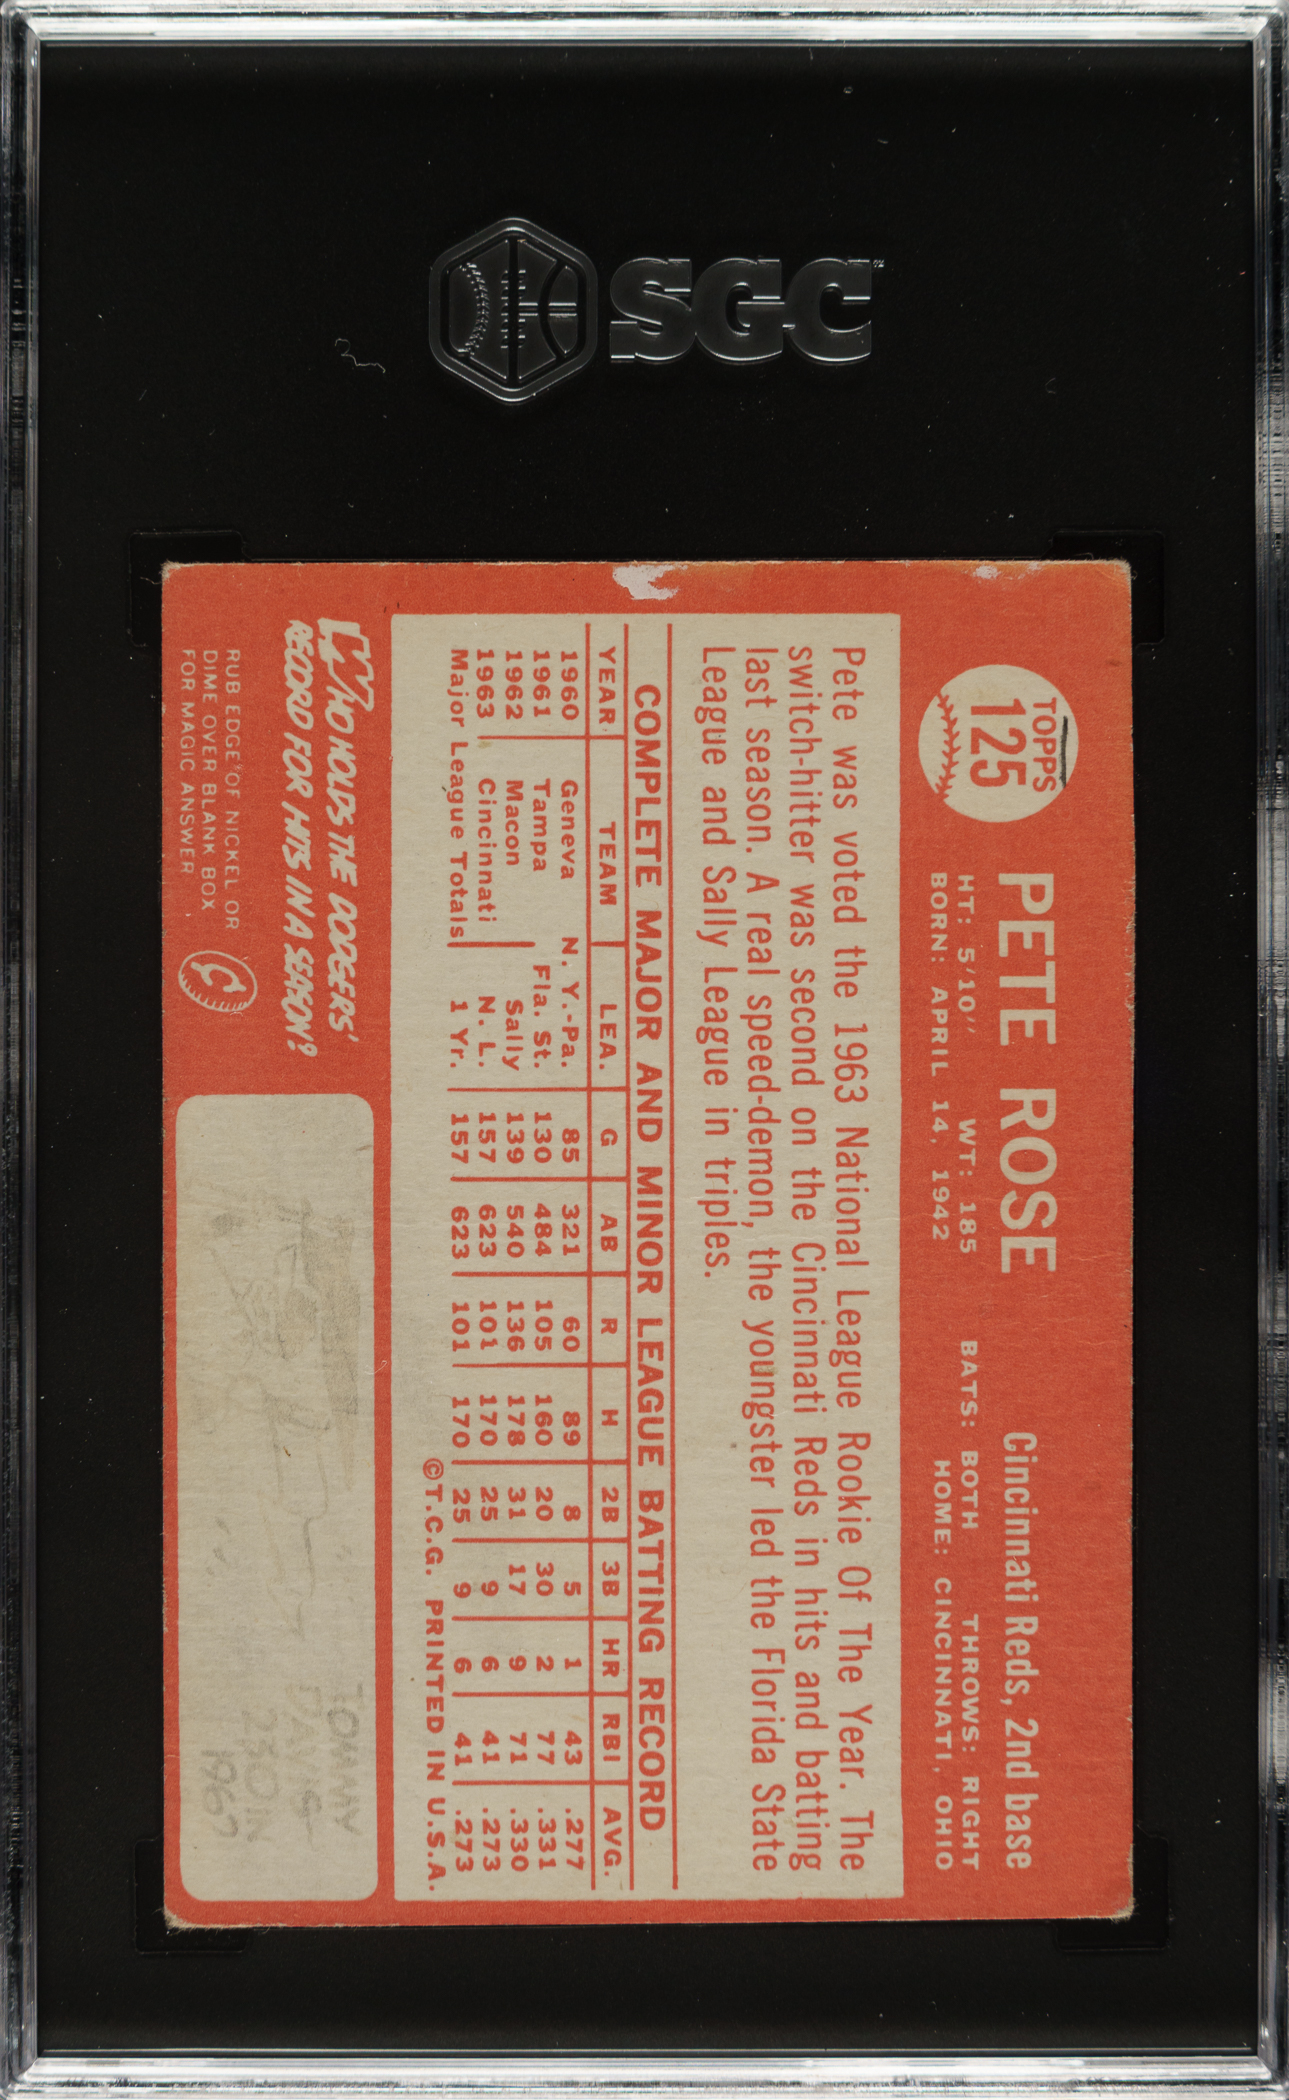 SGC
TOPPS
125
PETE ROSE
Cincinnati Reds, 2nd base
HT: 5'10" WT: 185 BATS: BOTH THROWS: RIGHT
BORN: APRIL 14, 1942 HOME: CINCINNATI, OHIO
Pete was voted the 1963 National League Rookie Of The Year. The
switch-hitter was second on the Cincinnati Reds in hits and batting
last season. A real speed-demon, the youngster led the Florida State
League and Sally League in triples.
COMPLETE MAJOR AND MINOR LEAGUE BATTING RECORD
YEAR TEAM LEA. G AB R H 2B 3B HR RBI AVG.
1960 Geneva N. Y.-Pa. 85 321 60 89 8 5 1 43 .277
1961 Tampa Fla. St. 130 484 105 160 20 30 2 77 .331
1962 Macon Sally 139 540 136 178 31 17 9 71 .330
1963 Cincinnati N. L. 157 623 101 170 25 9 6 41 .273
Major League Totals 1 Yr. 157 623 101 170 25 9 6 41 .273
©T.C.G. PRINTED IN U.S.A.
WHO HOLDS THE DODGERS'
RECORD FOR HITS IN A SEASON?
RUB EDGE OF NICKEL OR
DIME OVER BLANK BOX
FOR MAGIC ANSWER
TOMMY
DAVIS
230 IN
1962